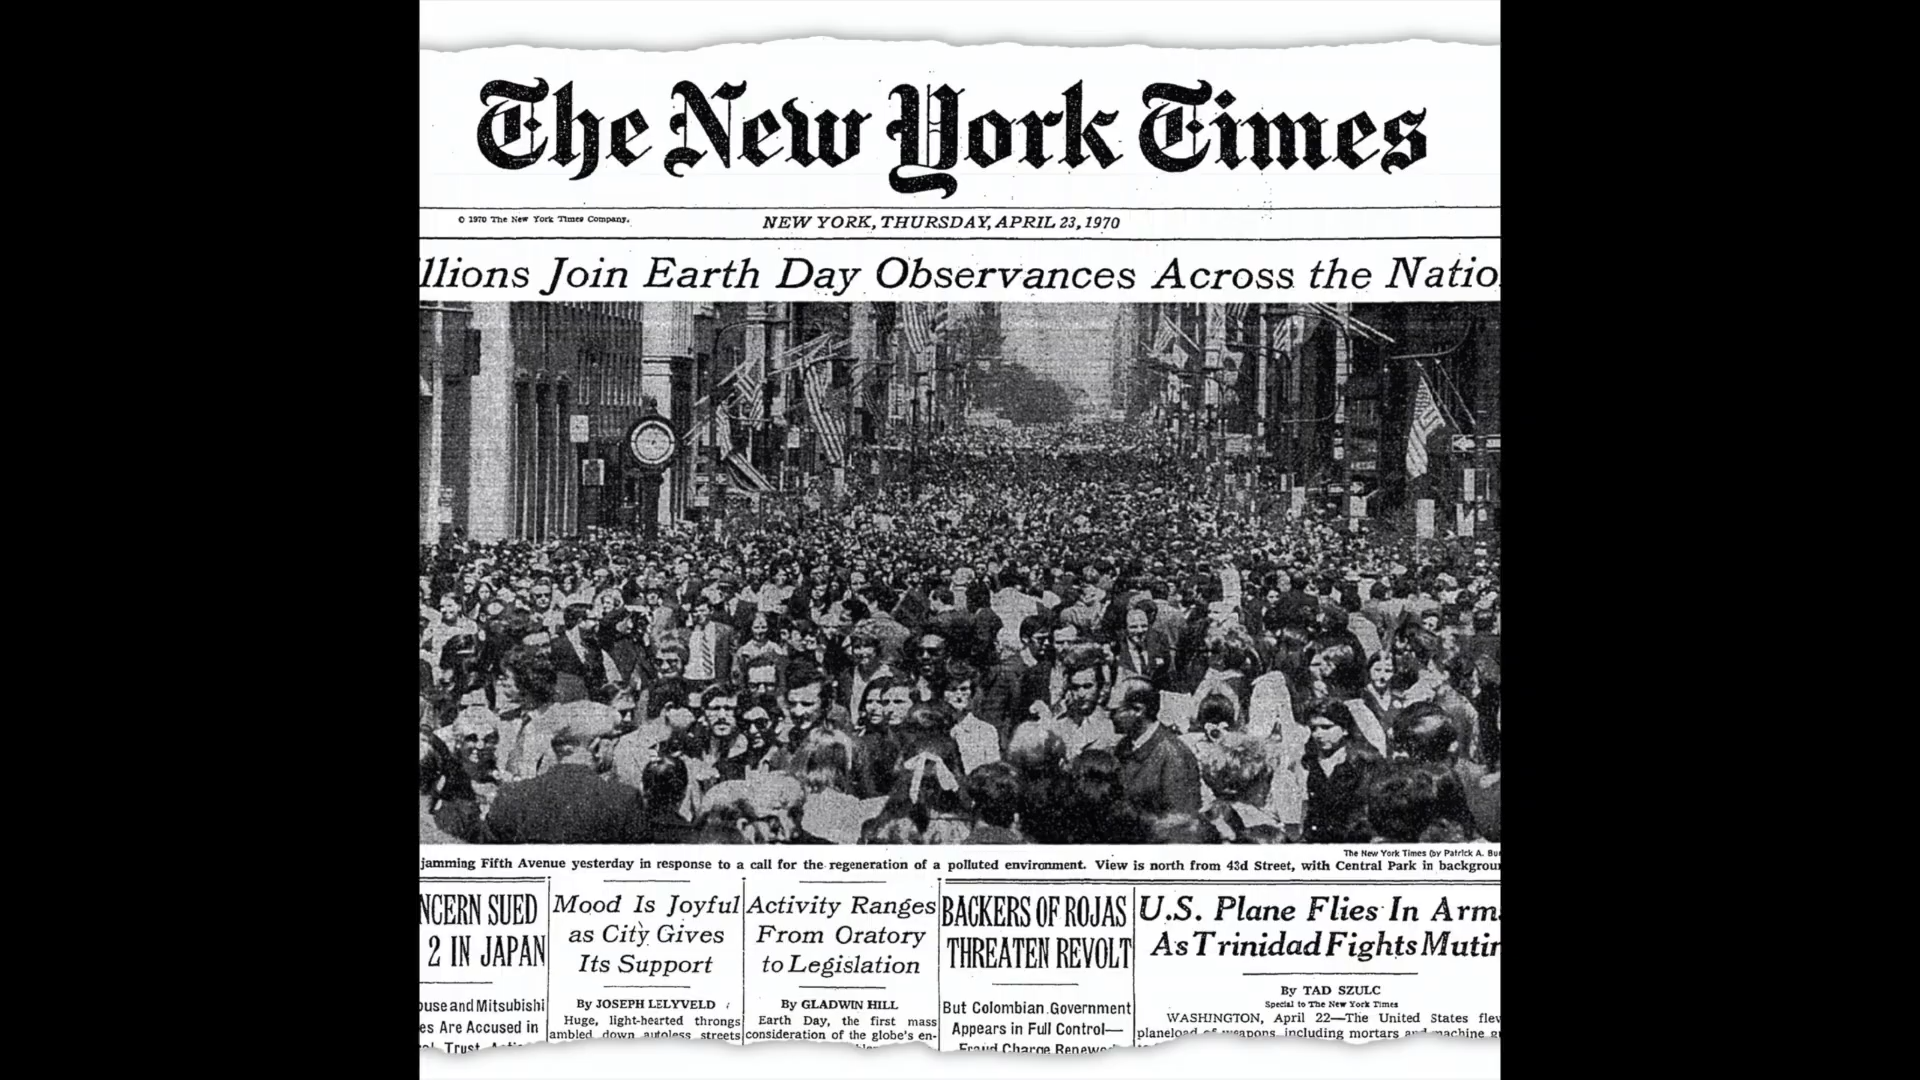 The New York Times
© 1970 The New York Times Company.
NEW YORK, THURSDAY, APRIL 23, 1970
llions Join Earth Day Observances Across the Natio
The New York Times (by Patrick A. Bu
jamming Fifth Avenue yesterday in response to a call for the regeneration of a polluted environment. View is north from 43d Street, with Central Park in backgroun
NCERN SUED
2 IN JAPAN
ouse and Mitsubishi
es Are Accused in
Trust
Mood Is Joyful
as City Gives
Its Support
By JOSEPH LELYVELD
Huge, light-hearted throngs
ambled down autoless streets
Activity Ranges
From Oratory
to Legislation
By GLADWIN HILL
Earth Day, the first mass
consideration of the globe's en-
BACKERS OF ROJAS
THREATEN REVOLT
But Colombian Government
Appears in Full Control—
Fraud Charge Renewed
U.S. Plane Flies In Arms
As Trinidad Fights Mutin
By TAD SZULC
Special to The New York Times
WASHINGTON, April 22—The United States flew
planeload of weapons, including mortars and machine g